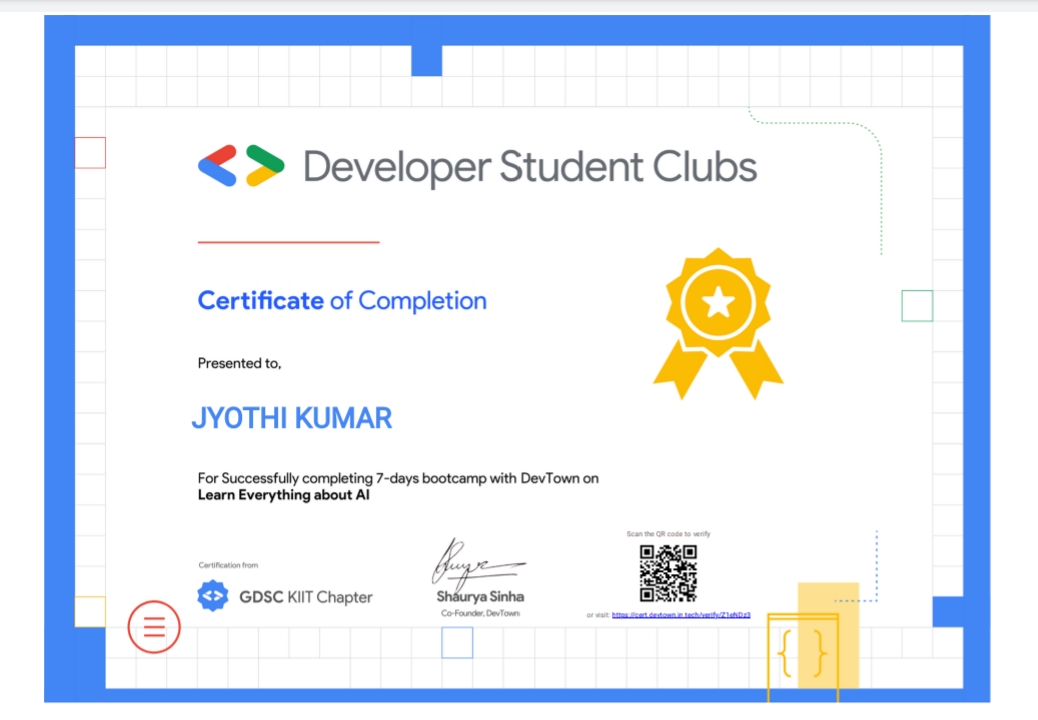 Developer Student Clubs
Certificate of Completion
Presented to,
JYOTHI KUMAR
For Successfully completing 7-days bootcamp with DevTown on
Learn Everything about AI
Scan the QR code to verify
Certification from
GDSC KIIT Chapter
Shaurya Sinha
Co-Founder, DevTown
or visit: https://cert.devtown.in.tech/verify/Z1eNDz3
{ }